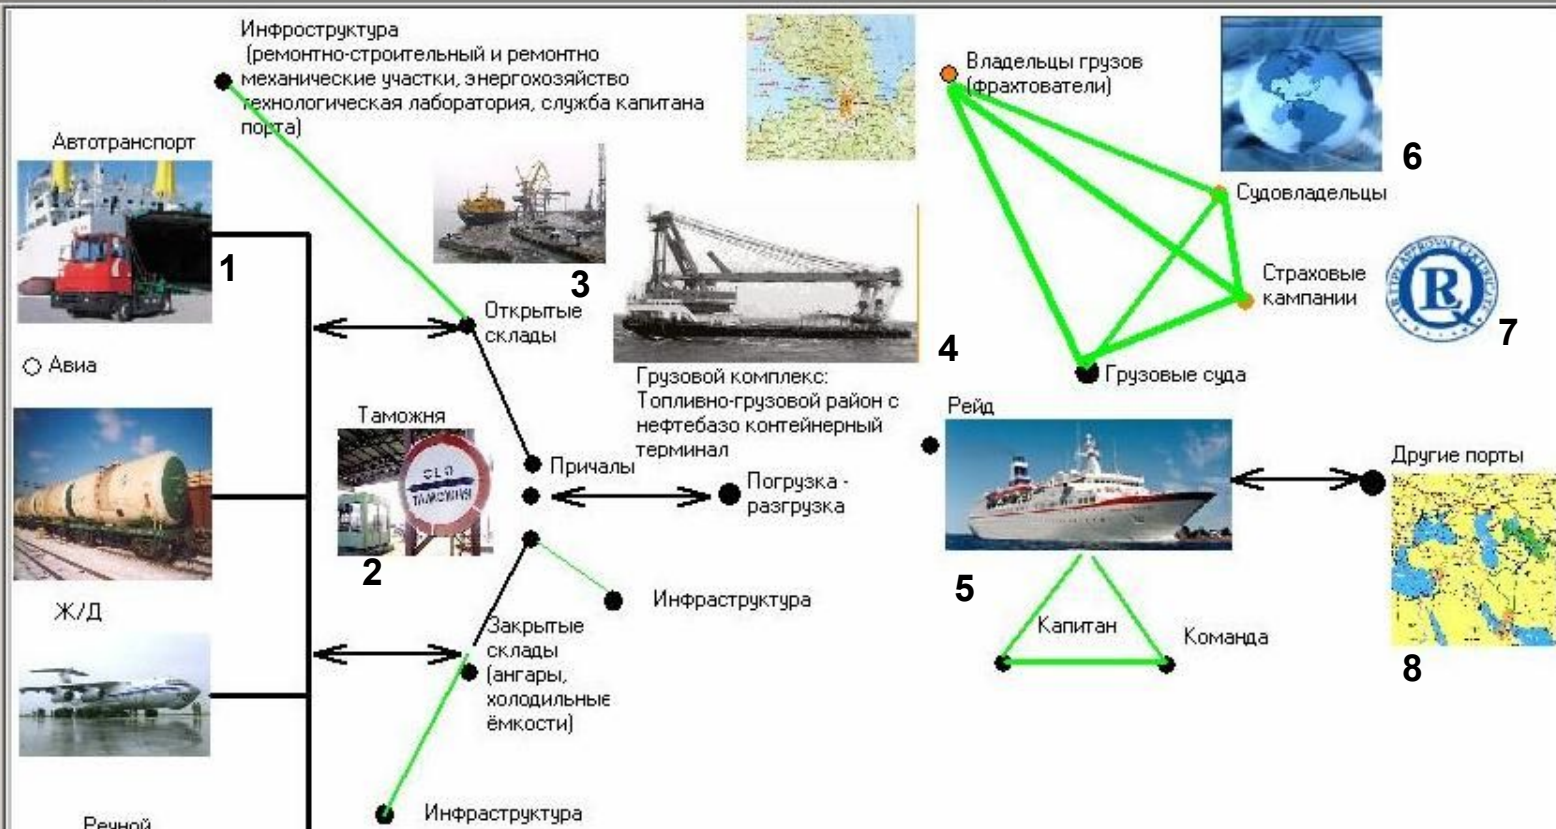 Инфроструктура
(ремонтно-строительный и ремонтно
механические участки, энергохозяйство
технологическая лаборатория, служба капитана
порта)
Автотранспорт
1
Авиа
Ж/Д
Речной
3
Открытые
склады
Таможня
ТАМОЖНЯ
2
Причалы
Погрузка -
разгрузка
Инфраструктура
Закрытые
склады
(ангары,
холодильные
ёмкости)
Инфраструктура
4
Грузовой комплекс:
Топливно-грузовой район с
нефтебазо контейнерный
терминал
Владельцы грузов
(фрахтователи)
6
Судовладельцы
Страховые
кампании
R
7
Грузовые суда
Рейд
5
Капитан
Команда
Другие порты
8